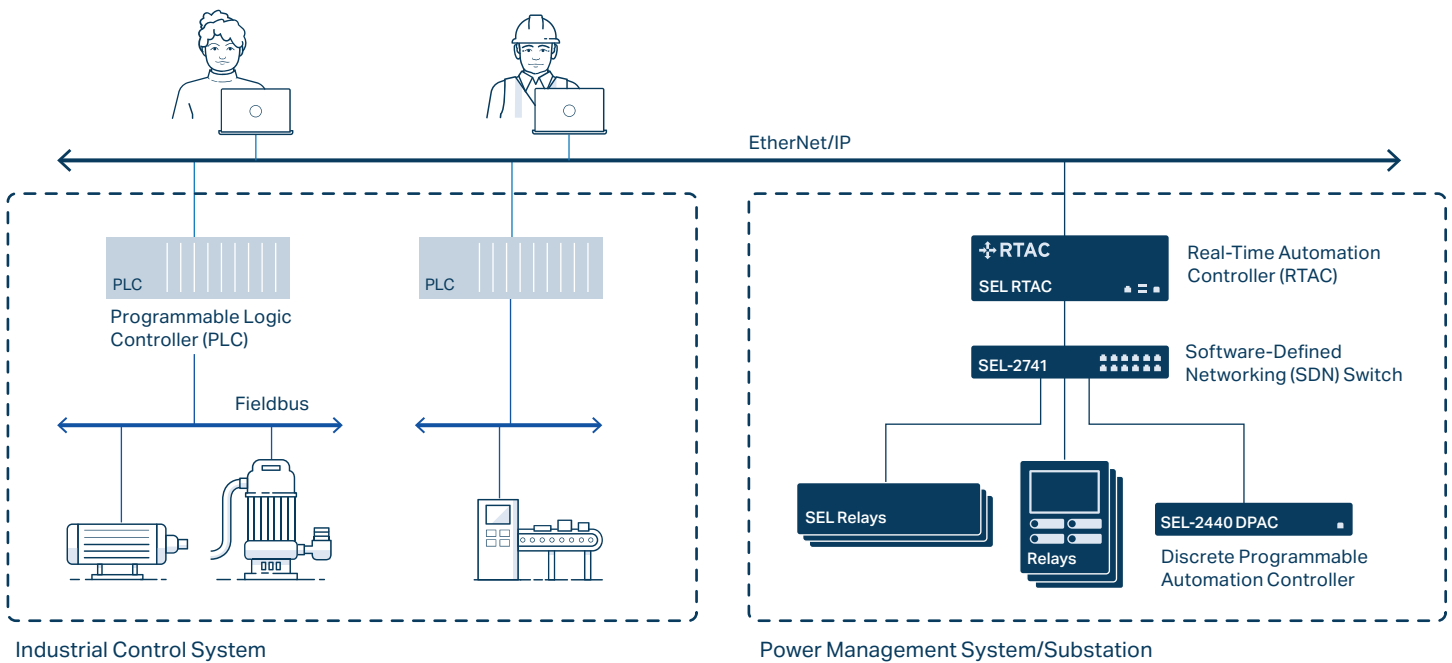 EtherNet/IP
PLC
Programmable Logic
Controller (PLC)
PLC
Fieldbus
RTAC
SEL RTAC
Real-Time Automation
Controller (RTAC)
SEL-2741
Software-Defined
Networking (SDN) Switch
SEL Relays
Relays
SEL-2440 DPAC
Discrete Programmable
Automation Controller
Industrial Control System
Power Management System/Substation